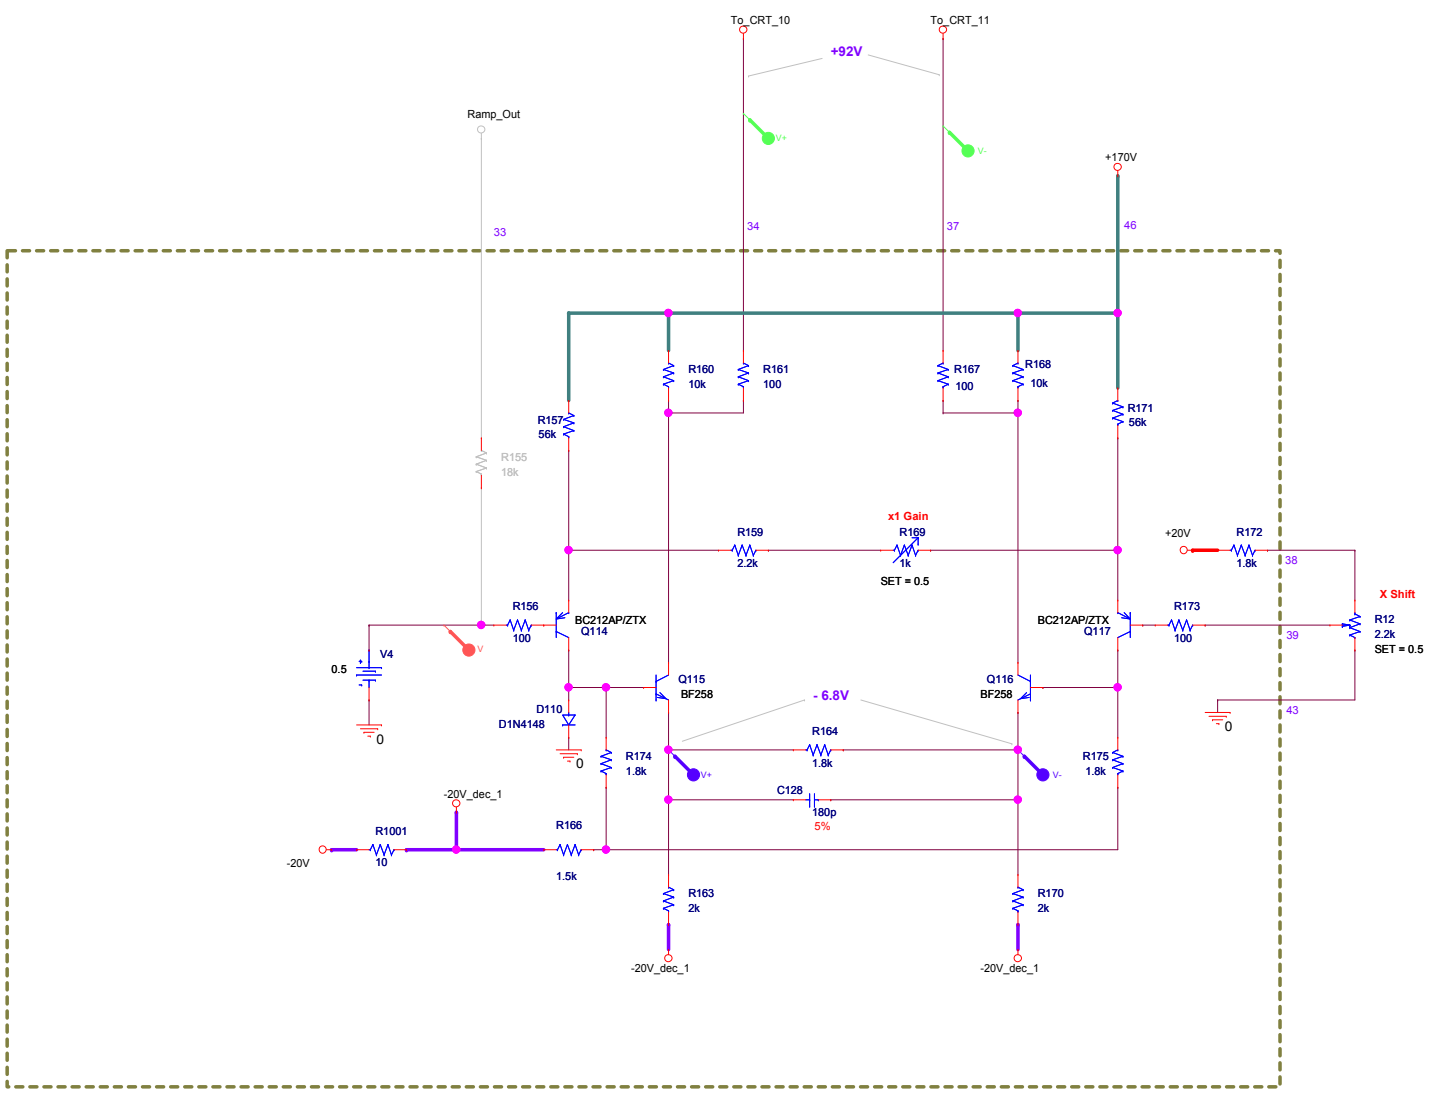 To_CRT_10
To_CRT_11
+92V
Ramp_Out
V+
V-
+170V
33
34
37
46
R160
10k
R161
100
R167
100
R168
10k
R157
56k
R171
56k
R155
18k
x1 Gain
R159
2.2k
R169
1k
SET = 0.5
+20V
R172
1.8k
38
X Shift
R156
100
BC212AP/ZTX
Q114
BC212AP/ZTX
Q117
R173
100
39
R12
2.2k
SET = 0.5
V
V4
0.5
0
Q115
BF258
Q116
BF258
- 6.8V
D110
D1N4148
0
43
0
R164
1.8k
R174
1.8k
R175
1.8k
V+
V-
C128
180p
5%
-20V_dec_1
R1001
10
-20V
R166
1.5k
R163
2k
R170
2k
-20V_dec_1
-20V_dec_1